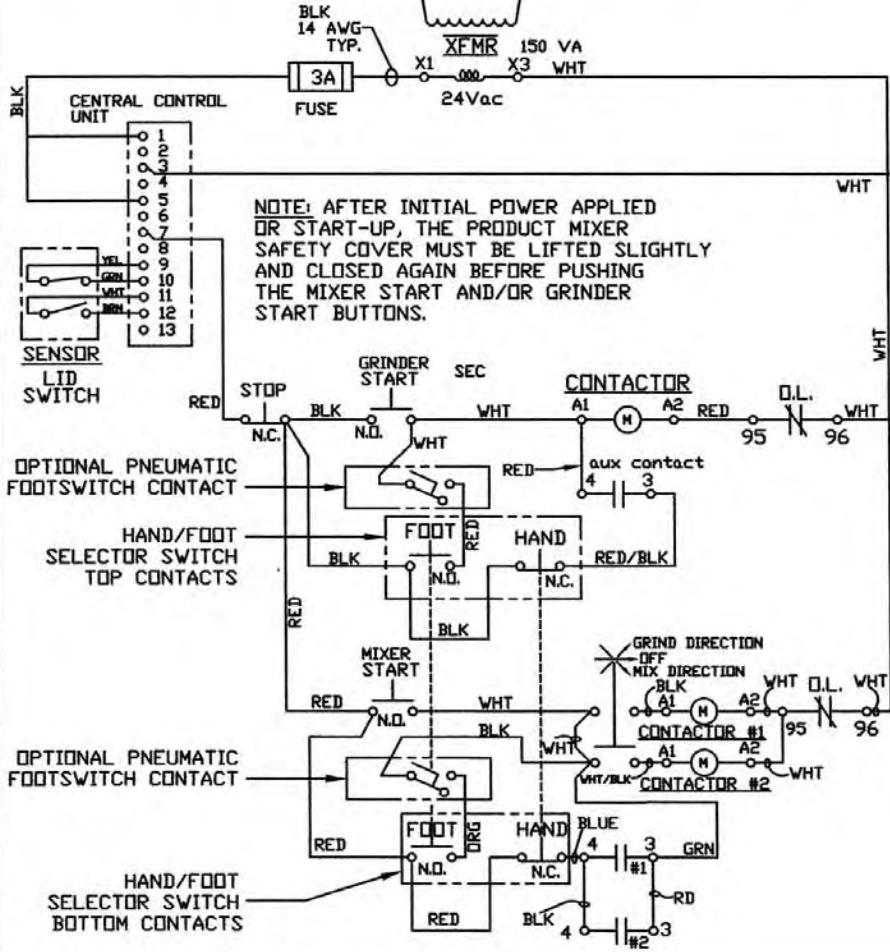 BLK
14 AWG
TYP.
XFMR 150 VA
X1 X3 WHT
3A
FUSE
24Vac
BLK
CENTRAL CONTROL
UNIT
1
2
3
4
5
6
7
8
9
10
11
12
13
WHT
NOTE: AFTER INITIAL POWER APPLIED
OR START-UP, THE PRODUCT MIXER
SAFETY COVER MUST BE LIFTED SLIGHTLY
AND CLOSED AGAIN BEFORE PUSHING
THE MIXER START AND/OR GRINDER
START BUTTONS.
YEL
GRN
WHT
BRN
SENSOR
LID
SWITCH
WHT
RED
STOP
N.C.
BLK
GRINDER
START
N.O.
SEC
WHT
CONTACTOR
A1 M A2
RED
95
O.L.
96
WHT
WHT
OPTIONAL PNEUMATIC
FOOTSWITCH CONTACT
RED
aux contact
4 3
HAND/FOOT
SELECTOR SWITCH
TOP CONTACTS
FOOT
RED
HAND
BLK
N.O.
N.C.
RED/BLK
BLK
RED
MIXER
START
GRIND DIRECTION
OFF
MIX DIRECTION
RED
N.O.
WHT
BLK
A1 M A2
WHT
95
O.L.
96
WHT
CONTACTOR #1
BLK
WHT
WHT/BLK
A1 M A2
WHT
CONTACTOR #2
OPTIONAL PNEUMATIC
FOOTSWITCH CONTACT
RED
FOOT
ORG
HAND
N.O.
N.C.
BLUE
4 3
#1
GRN
HAND/FOOT
SELECTOR SWITCH
BOTTOM CONTACTS
RED
BLK
RD
4 3
#2